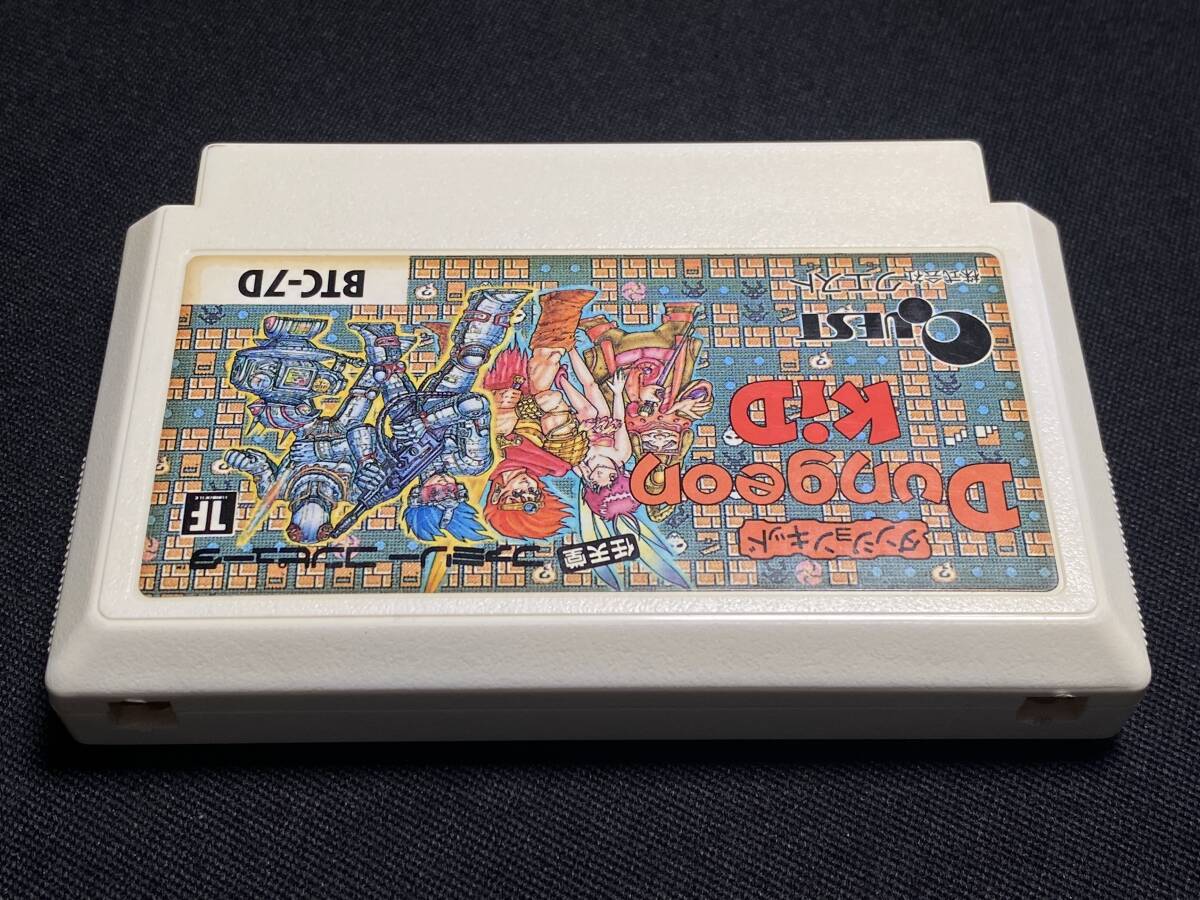 任天堂
ファミリーコンピュータ
TF
ダンジョンキッド
Dungeon
KiD
QUEST
株式会社クエスト
BTC-7D